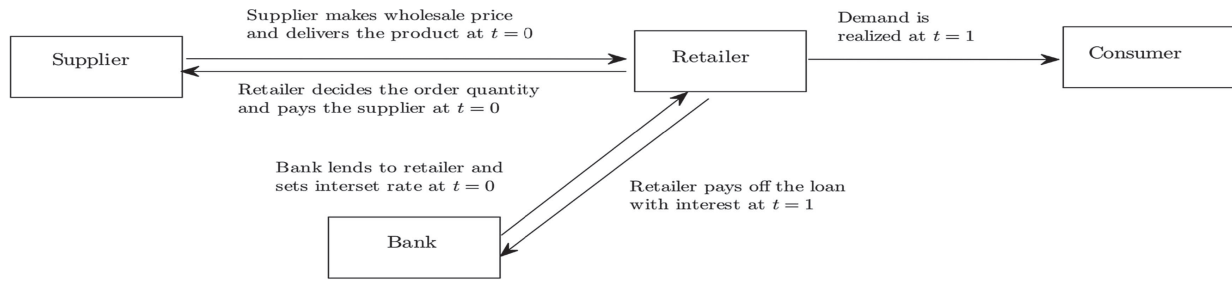 Supplier makes wholesale price
and delivers the product at t = 0
Demand is
realized at t = 1
Supplier
Retailer
Consumer
Retailer decides the order quantity
and pays the supplier at t = 0
Bank lends to retailer and
sets interset rate at t = 0
Retailer pays off the loan
with interest at t = 1
Bank